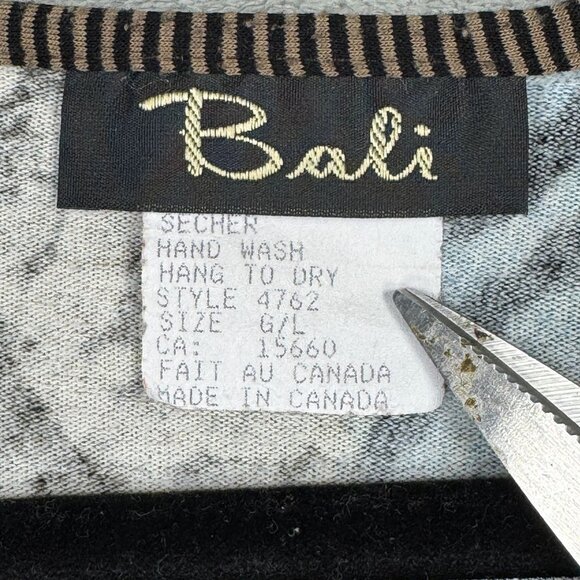 Bali
SECHER
HAND WASH
HANG TO DRY
STYLE 4762
SIZE G/L
CA: 15660
FAIT AU CANADA
MADE IN CANADA